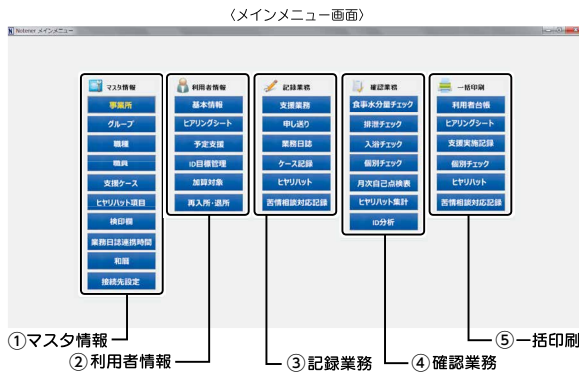 〈メインメニュー画面〉
Notener メインメニュー
マスタ情報
事業所
グループ
職種
職員
支援ケース
ヒヤリハット項目
検印欄
業務日誌連携時間
和暦
接続先設定
利用者情報
基本情報
ヒアリングシート
予定支援
ID目標管理
加算対象
再入所・退所
記録業務
支援業務
申し送り
業務日誌
ケース記録
ヒヤリハット
苦情相談対応記録
確認業務
食事水分量チェック
排泄チェック
入浴チェック
個別チェック
月次自己点検表
ヒヤリハット集計
ID分析
一括印刷
利用者台帳
ヒアリングシート
支援実施記録
個別チェック
ヒヤリハット
苦情相談対応記録
①マスタ情報
②利用者情報
③記録業務
④確認業務
⑤一括印刷